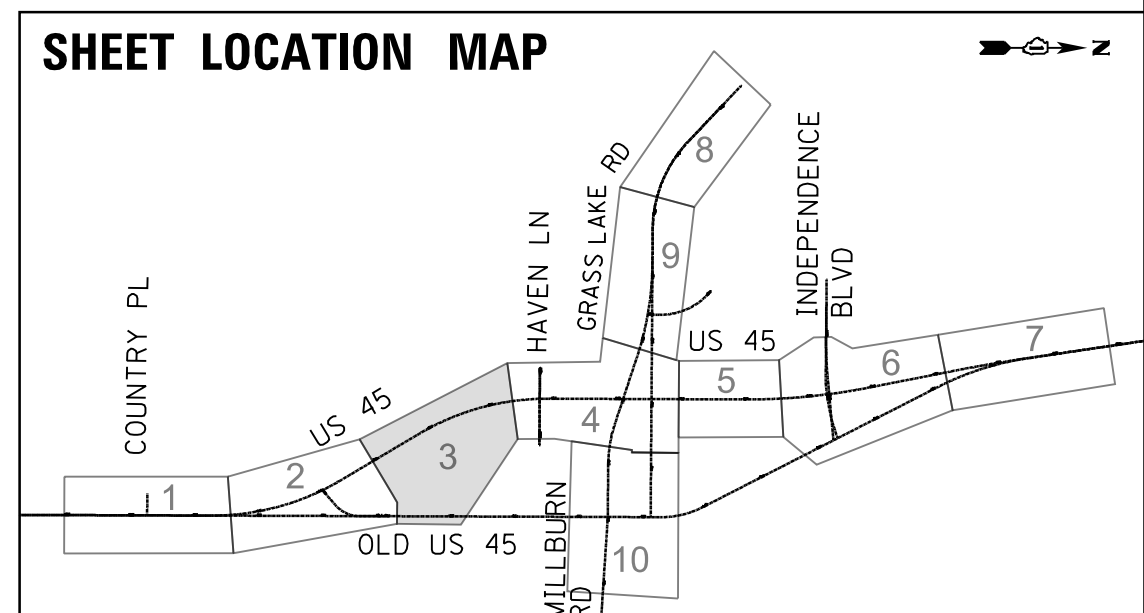 SHEET LOCATION MAP
N
8
GRASS LAKE RD
9
HAVEN LN
INDEPENDENCE
BLVD
COUNTRY PL
US 45
7
6
5
US 45
4
3
2
1
OLD US 45
MILLBURN
RD
10